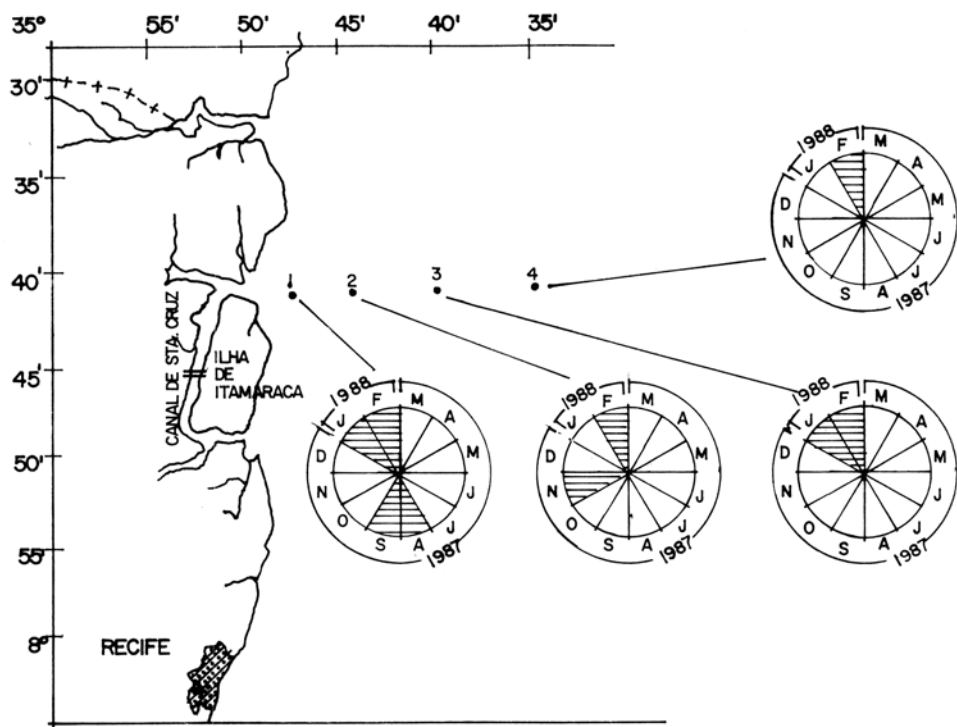 35° 55' 45' 40' 35'
30'
35'
40'
45'
50'
55'
8°
1 2 3 4
CANAL DE STA. CRUZ
ILHA
DE
ITAMARACA
RECIFE
1988
F M A M J J A S O N D J
1987
1988
F M A M J J A S O N D J
1987
1988
F M A M J J A S O N D J
1987
1988
F M A M J J A S O N D J
1987